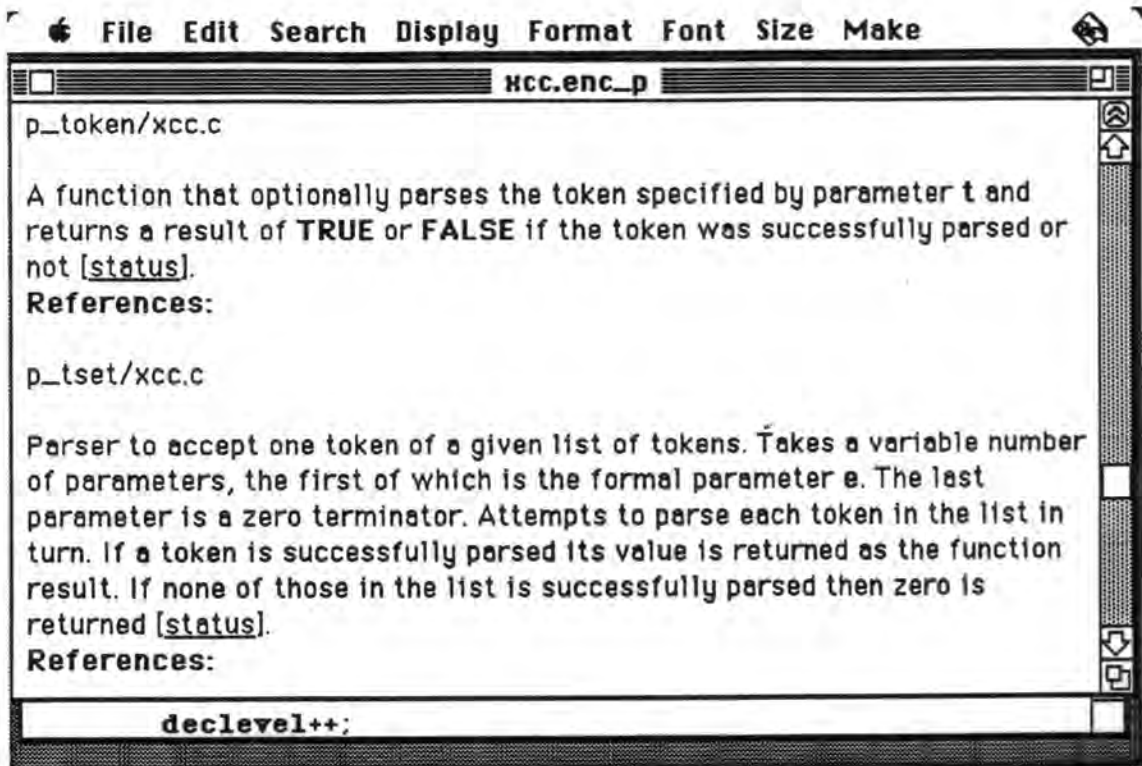 File Edit Search Display Format Font Size Make
xcc.enc_p
p_token/xcc.c
A function that optionally parses the token specified by parameter t and
returns a result of TRUE or FALSE if the token was successfully parsed or
not [status].
References:
p_tset/xcc.c
Parser to accept one token of a given list of tokens. Takes a variable number
of parameters, the first of which is the formal parameter e. The last
parameter is a zero terminator. Attempts to parse each token in the list in
turn. If a token is successfully parsed its value is returned as the function
result. If none of those in the list is successfully parsed then zero is
returned [status].
References:
declevel++;